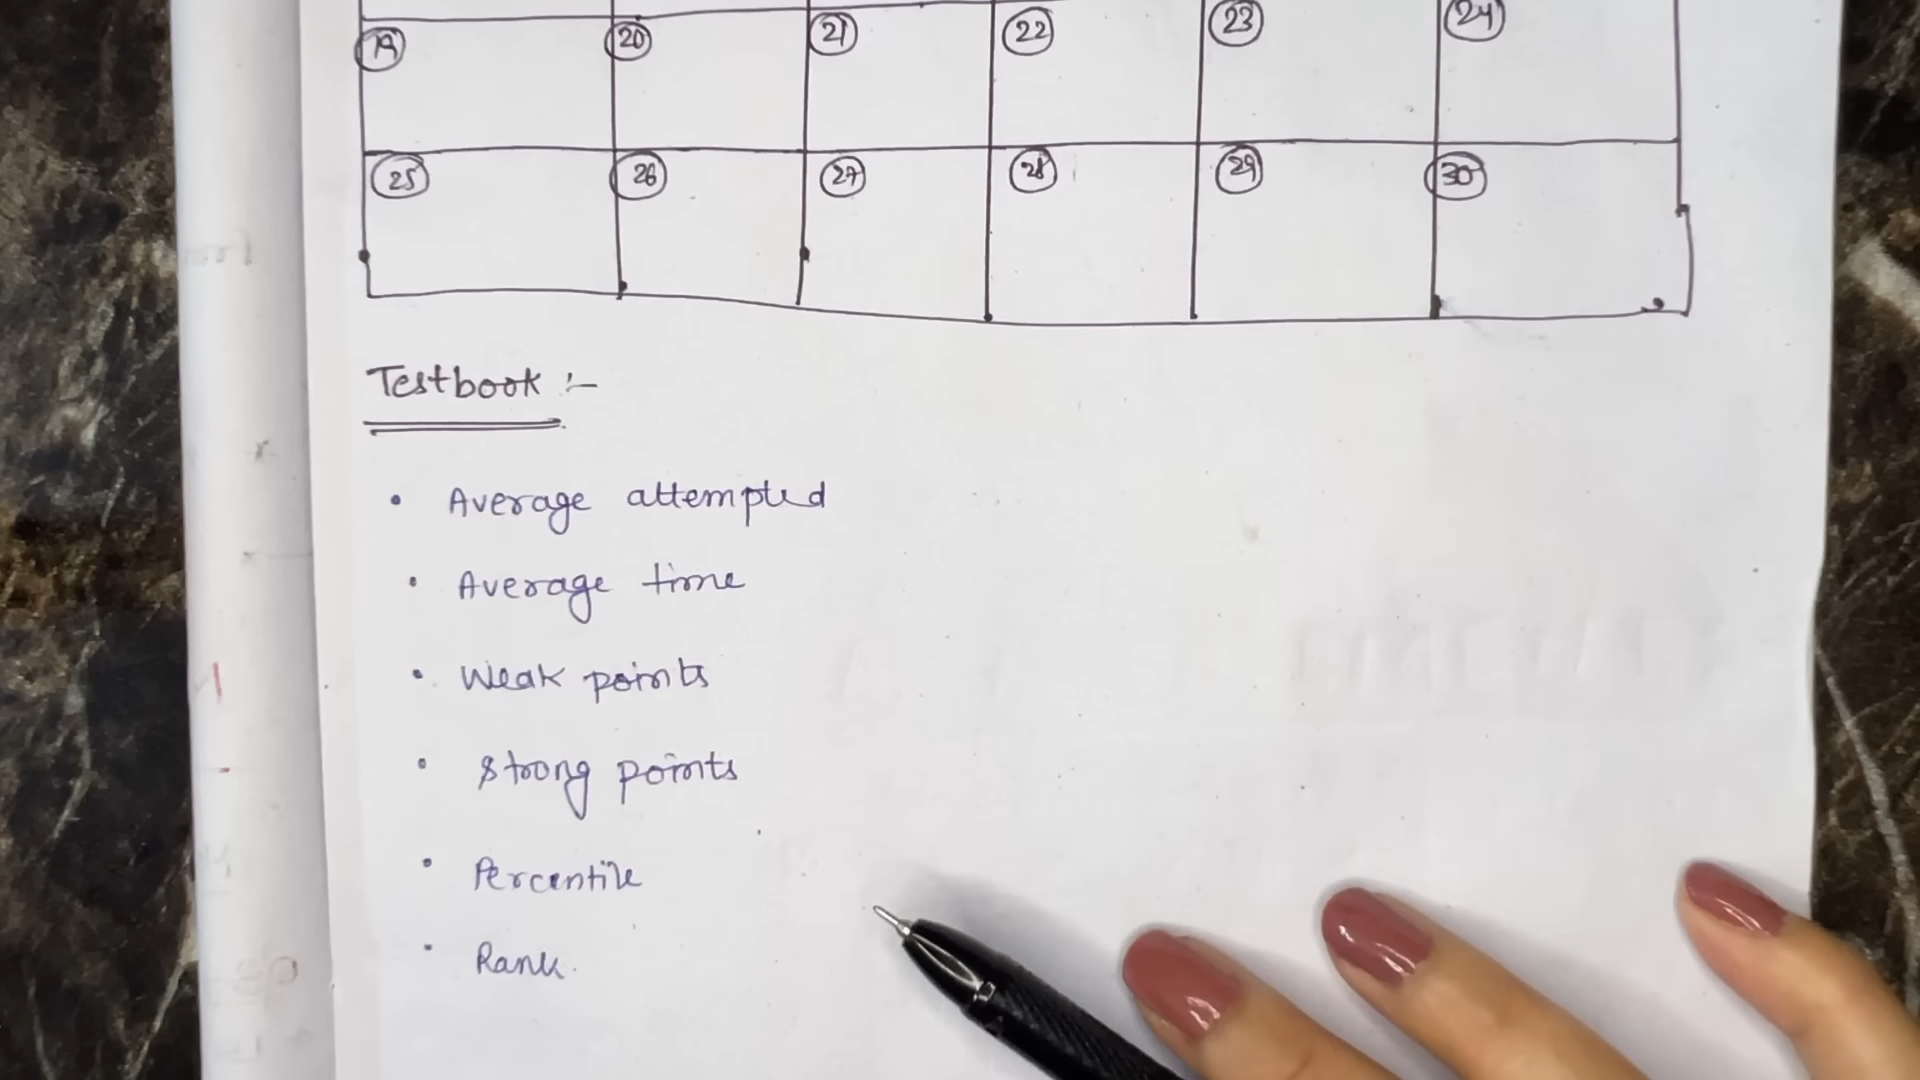 19 20 21 22 23 24
25 26 27 28 29 30
Testbook :-
• Average attempted
• Average time
• Weak points
• Strong points
• Percentile
• Rank.